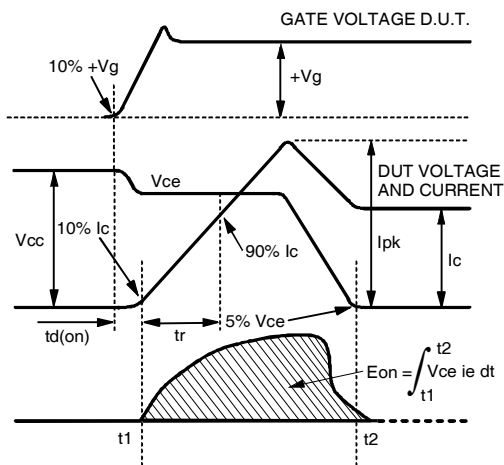 GATE VOLTAGE D.U.T.
10% +Vg
+Vg
Vce
DUT VOLTAGE
AND CURRENT
Vcc
10% Ic
90% Ic
Ipk
Ic
td(on)
tr
5% Vce
Eon = ∫ Vce ie dt
t2
t1
t1
t2